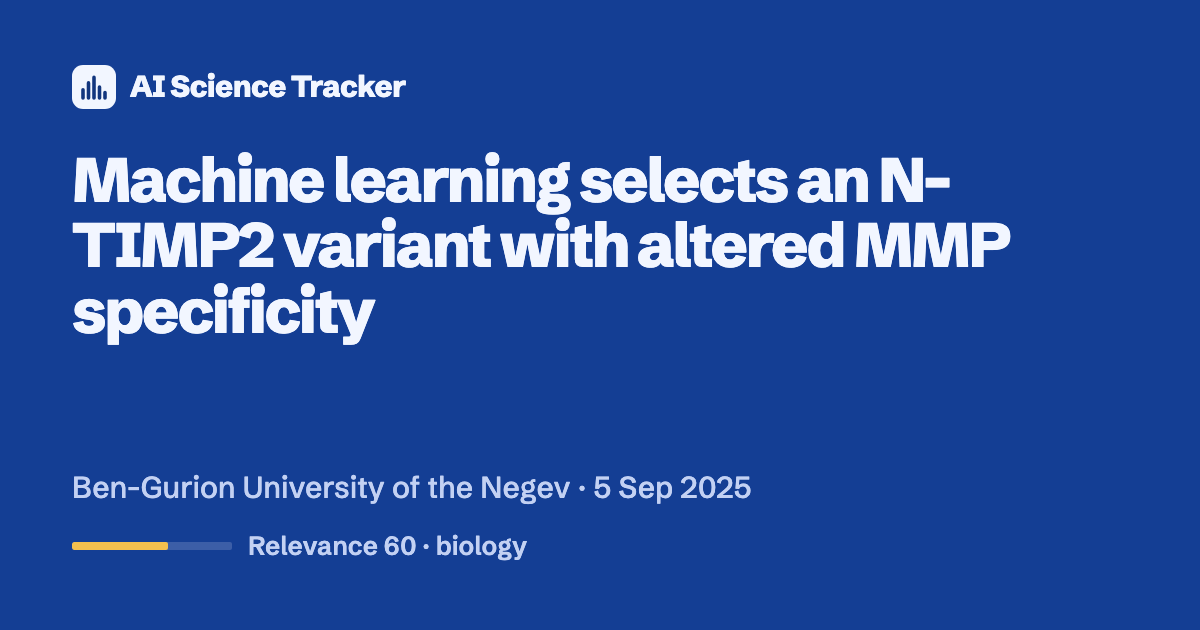 AI Science Tracker
Machine learning selects an N-
TIMP2 variant with altered MMP
specificity
Ben-Gurion University of the Negev · 5 Sep 2025
Relevance 60 · biology